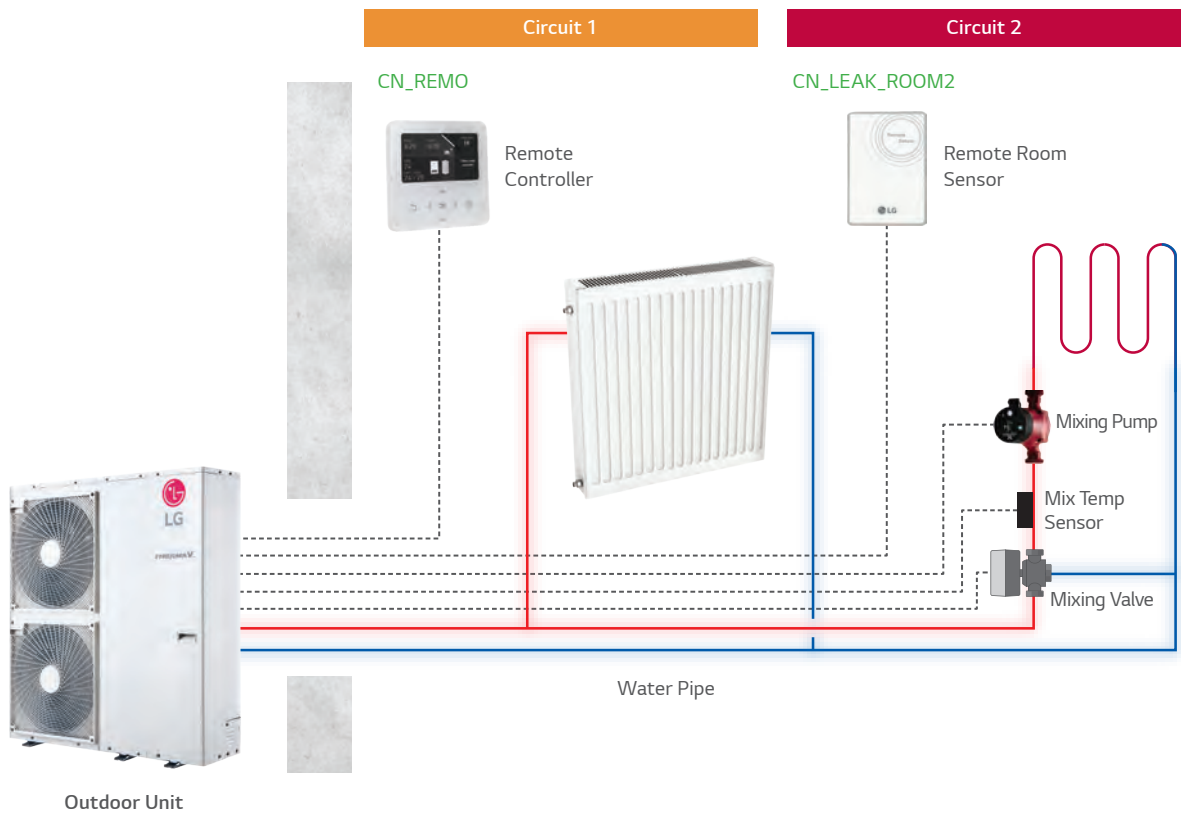 Circuit 1
Circuit 2
CN_REMO
CN_LEAK_ROOM2
Remote
Controller
Remote Room
Sensor
LG
Mixing Pump
Mix Temp
Sensor
LG
THERMA V
Mixing Valve
Water Pipe
Outdoor Unit